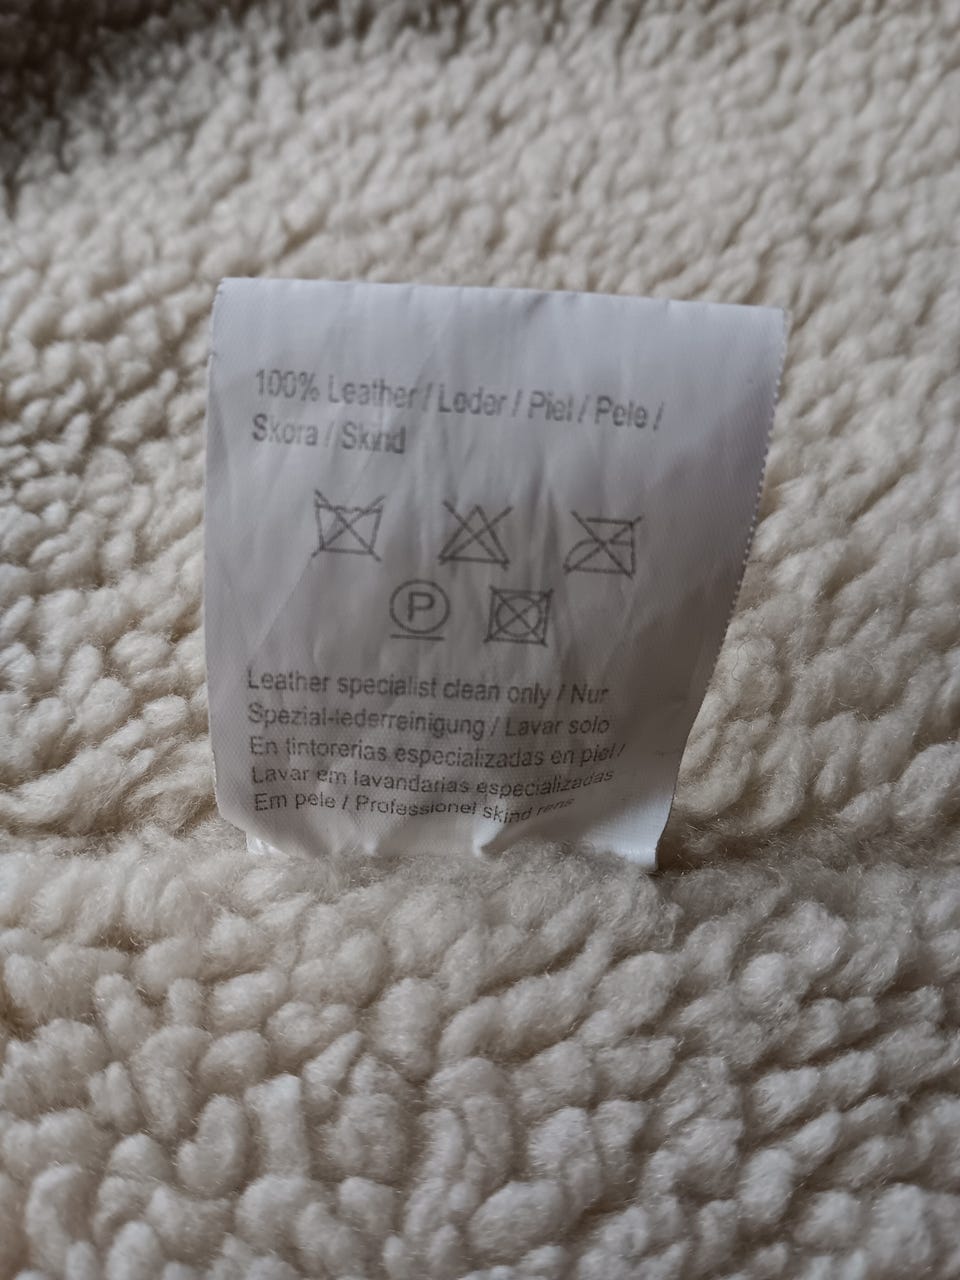 100% Leather / Leder / Piel / Pele /
Skora / Skind
P
Leather specialist clean only / Nur
Spezial-lederreinigung / Lavar solo
En tintorerias especializadas en piel /
Lavar em lavandarias especializadas
Em pele / Professionel skind rens